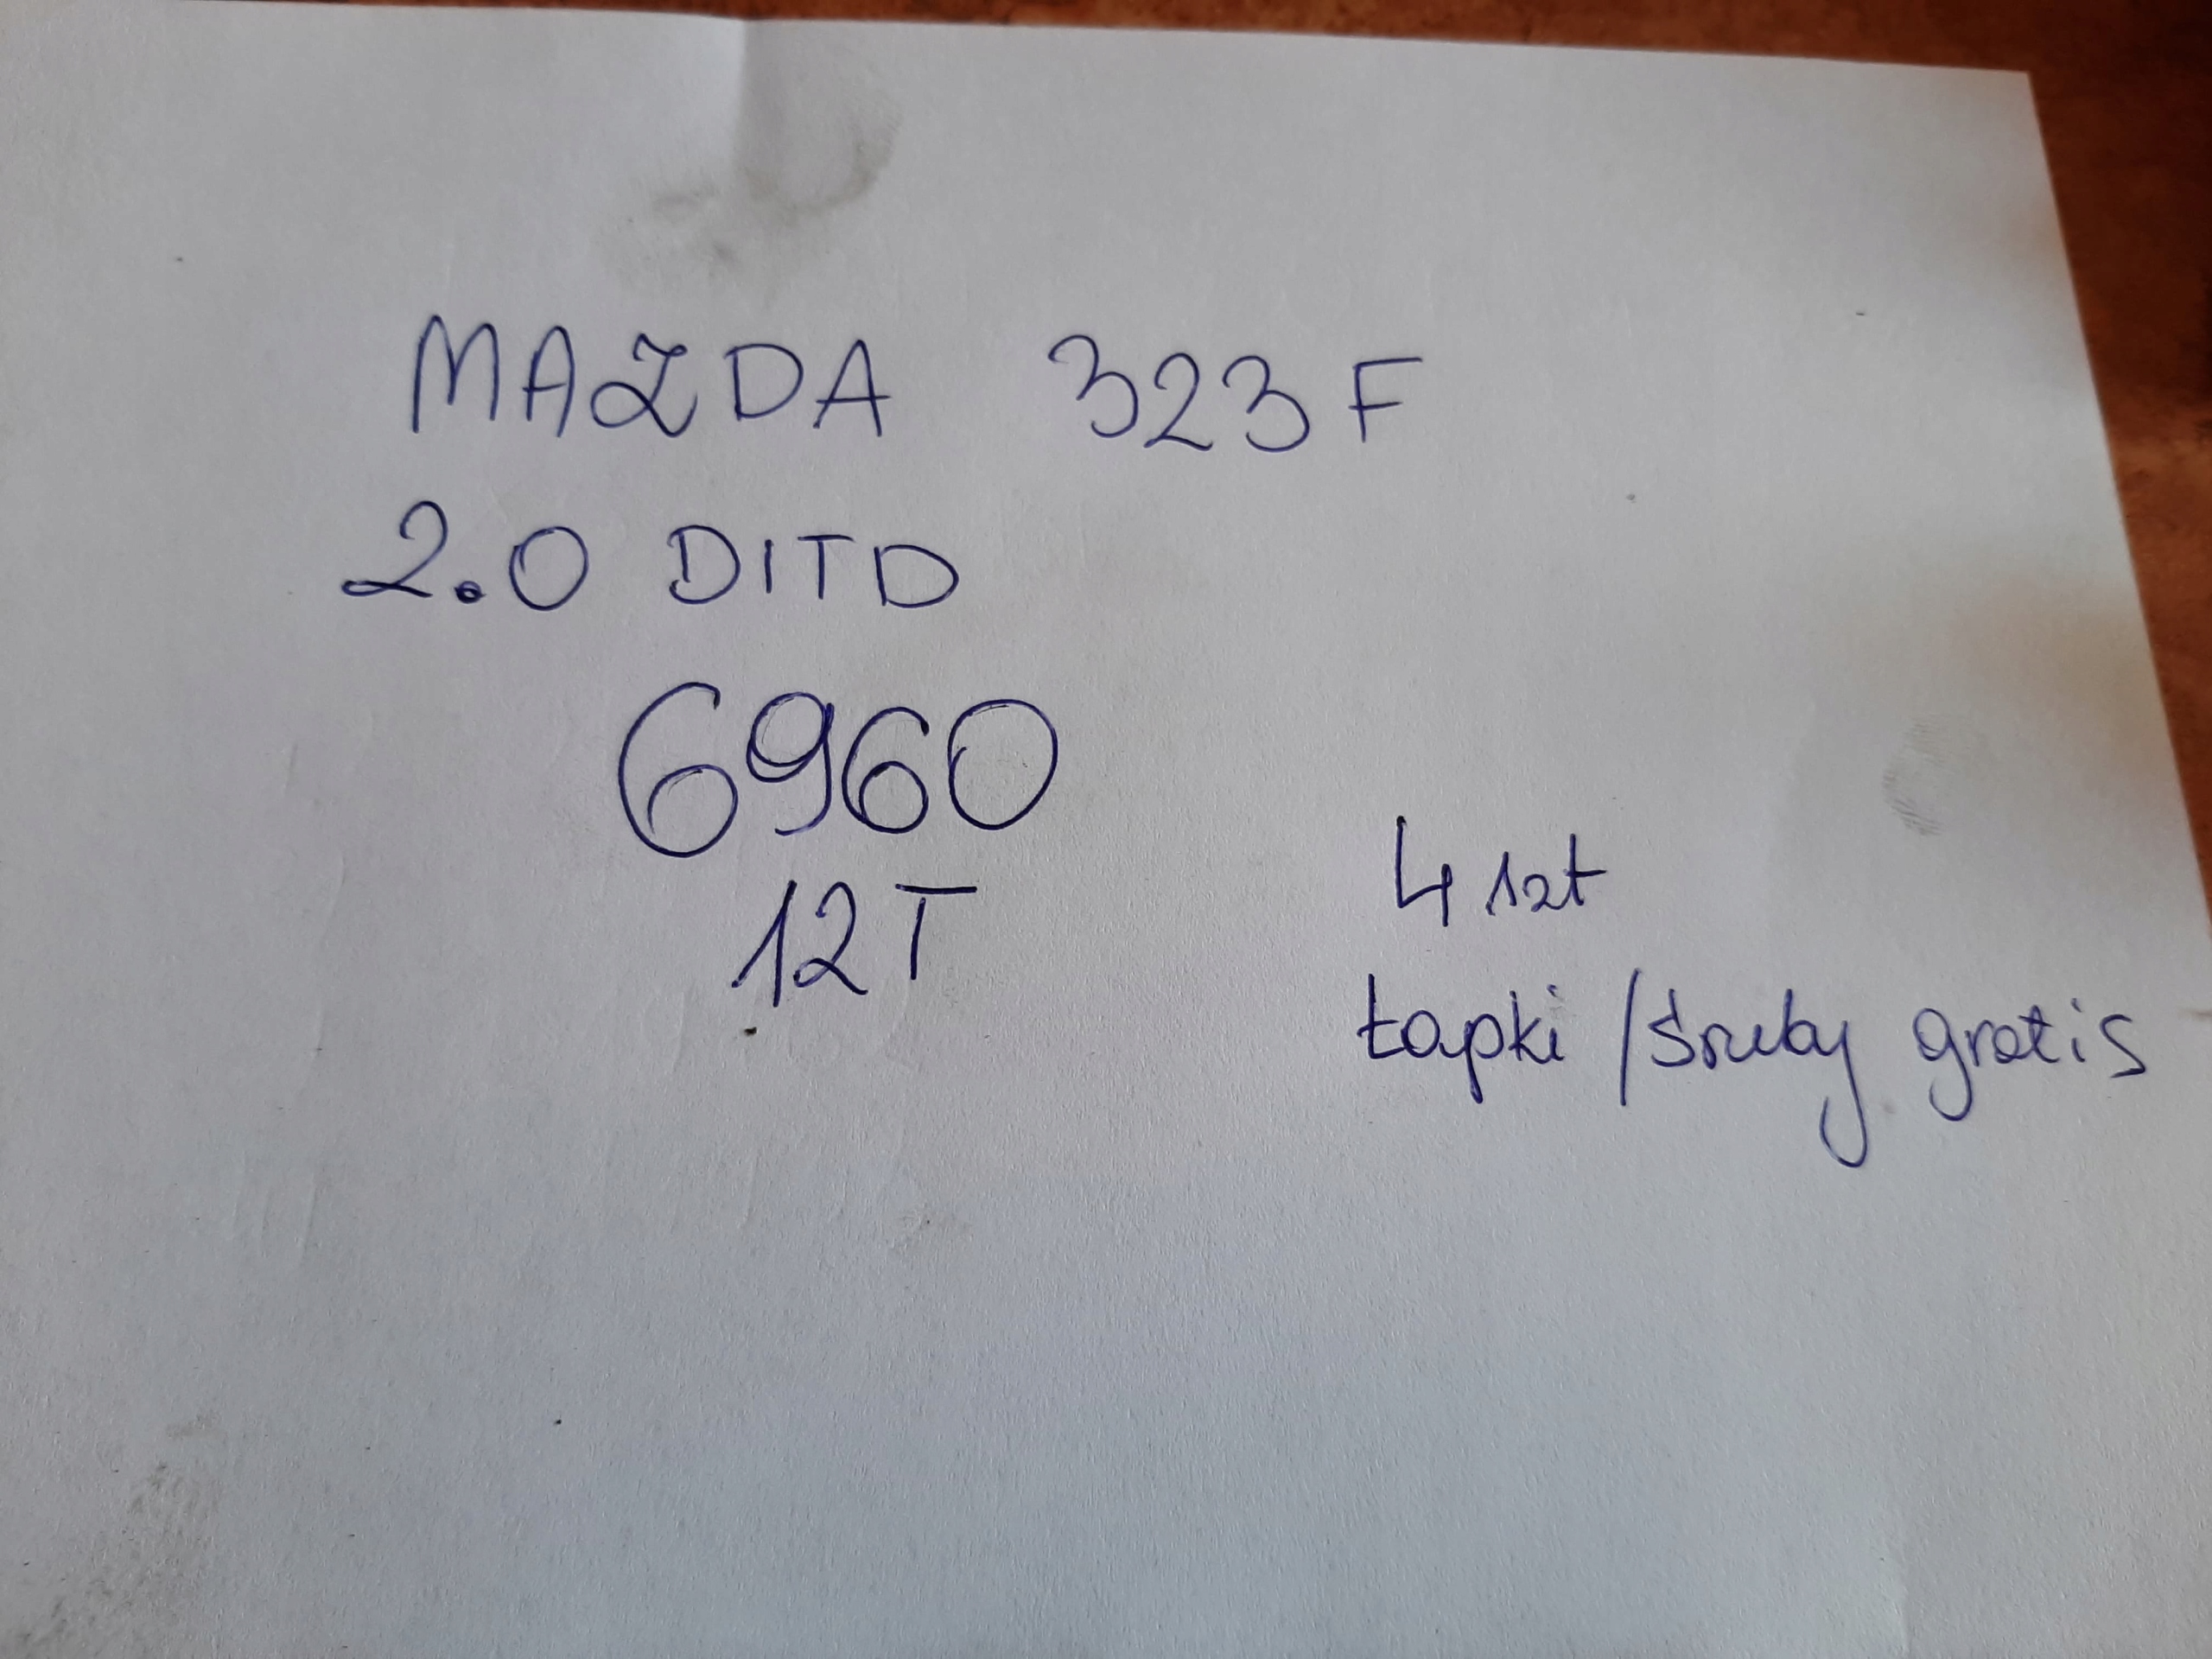 MAZDA 323F
2.0 DITD
6960
12T
4 szt
Łapki / śruby gratis